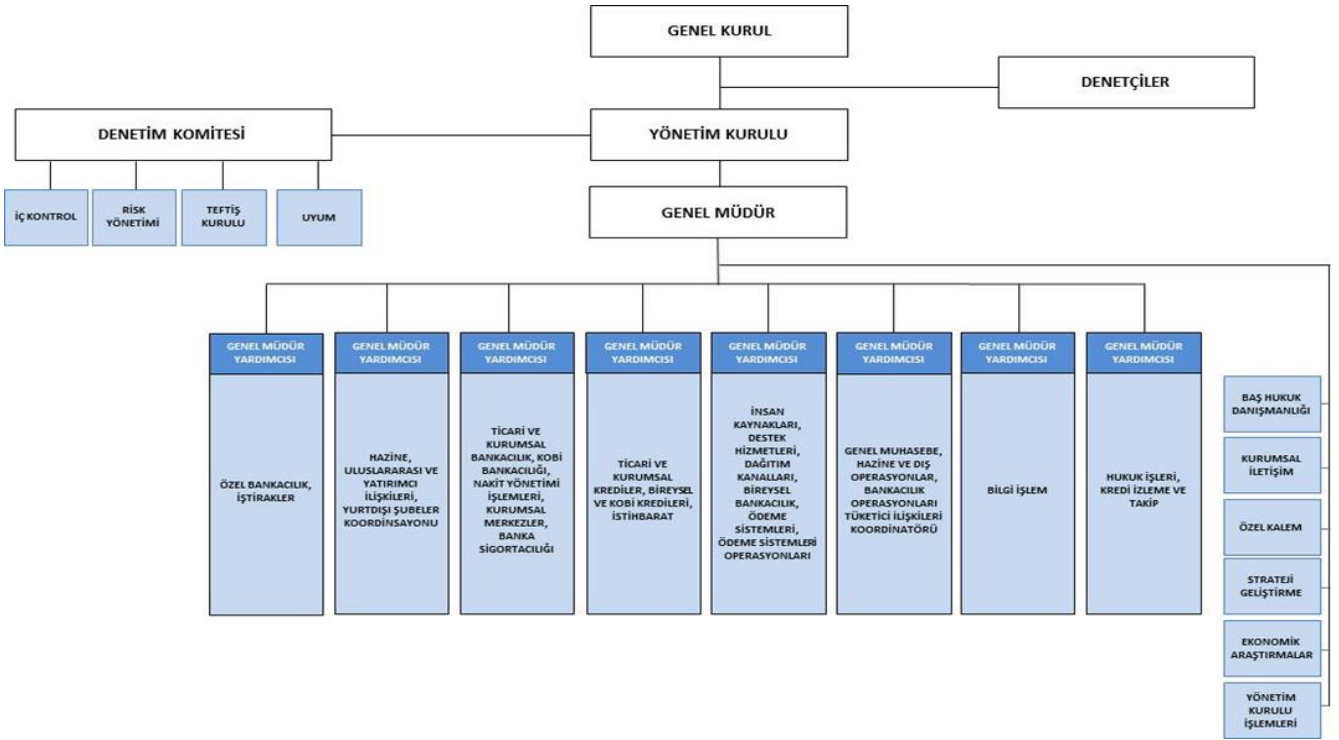 GENEL KURUL
DENETÇİLER
DENETİM KOMİTESİ
YÖNETİM KURULU
İÇ KONTROL
RİSK
YÖNETİMİ
TEFTİŞ
KURULU
UYUM
GENEL MÜDÜR
GENEL MÜDÜR
YARDIMCISI
ÖZEL BANKACILIK,
İŞTİRAKLER
GENEL MÜDÜR
YARDIMCISI
HAZİNE,
ULUSLARARASI VE
YATIRIMCI
İLİŞKİLERİ,
YURTDIŞI ŞUBELER
KOORDİNSAYONU
GENEL MÜDÜR
YARDIMCISI
TİCARİ VE
KURUMSAL
BANKACILIK, KOBİ
BANKACILIĞI,
NAKİT YÖNETİMİ
İŞLEMLERİ,
KURUMSAL
MERKEZLER,
BANKA
SİGORTACILIĞI
GENEL MÜDÜR
YARDIMCISI
TİCARİ VE
KURUMSAL
KREDİLER, BİREYSEL
VE KOBİ KREDİLERİ,
İSTİHBARAT
GENEL MÜDÜR
YARDIMCISI
İNSAN
KAYNAKLARI,
DESTEK
HİZMETLERİ,
DAĞITIM
KANALLARI,
BİREYSEL
BANKACILIK,
ÖDEME
SİSTEMLERİ,
ÖDEME SİSTEMLERİ
OPERASYONLARI
GENEL MÜDÜR
YARDIMCISI
GENEL MUHASEBE,
HAZİNE VE DIŞ
OPERASYONLAR,
BANKACILIK
OPERASYONLARI
TÜKETİCİ İLİŞKİLERİ
KOORDİNATÖRÜ
GENEL MÜDÜR
YARDIMCISI
BİLGİ İŞLEM
GENEL MÜDÜR
YARDIMCISI
HUKUK İŞLERİ,
KREDİ İZLEME VE
TAKİP
BAŞ HUKUK
DANIŞMANLIĞI
KURUMSAL
İLETİŞİM
ÖZEL KALEM
STRATEJİ
GELİŞTİRME
EKONOMİK
ARAŞTIRMALAR
YÖNETİM
KURULU
İŞLEMLERİ